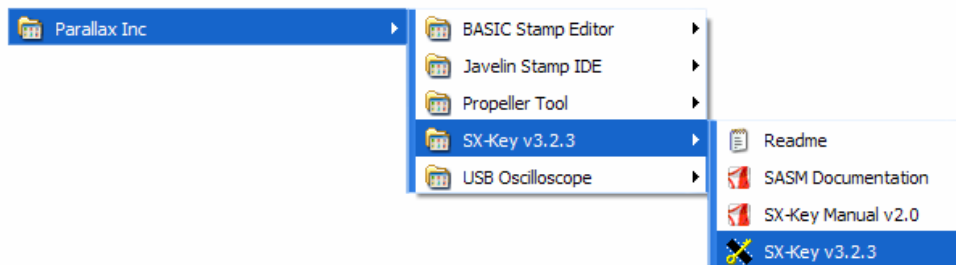 Parallax Inc
BASIC Stamp Editor
Javelin Stamp IDE
Propeller Tool
SX-Key v3.2.3
USB Oscilloscope
Readme
SASM Documentation
SX-Key Manual v2.0
SX-Key v3.2.3